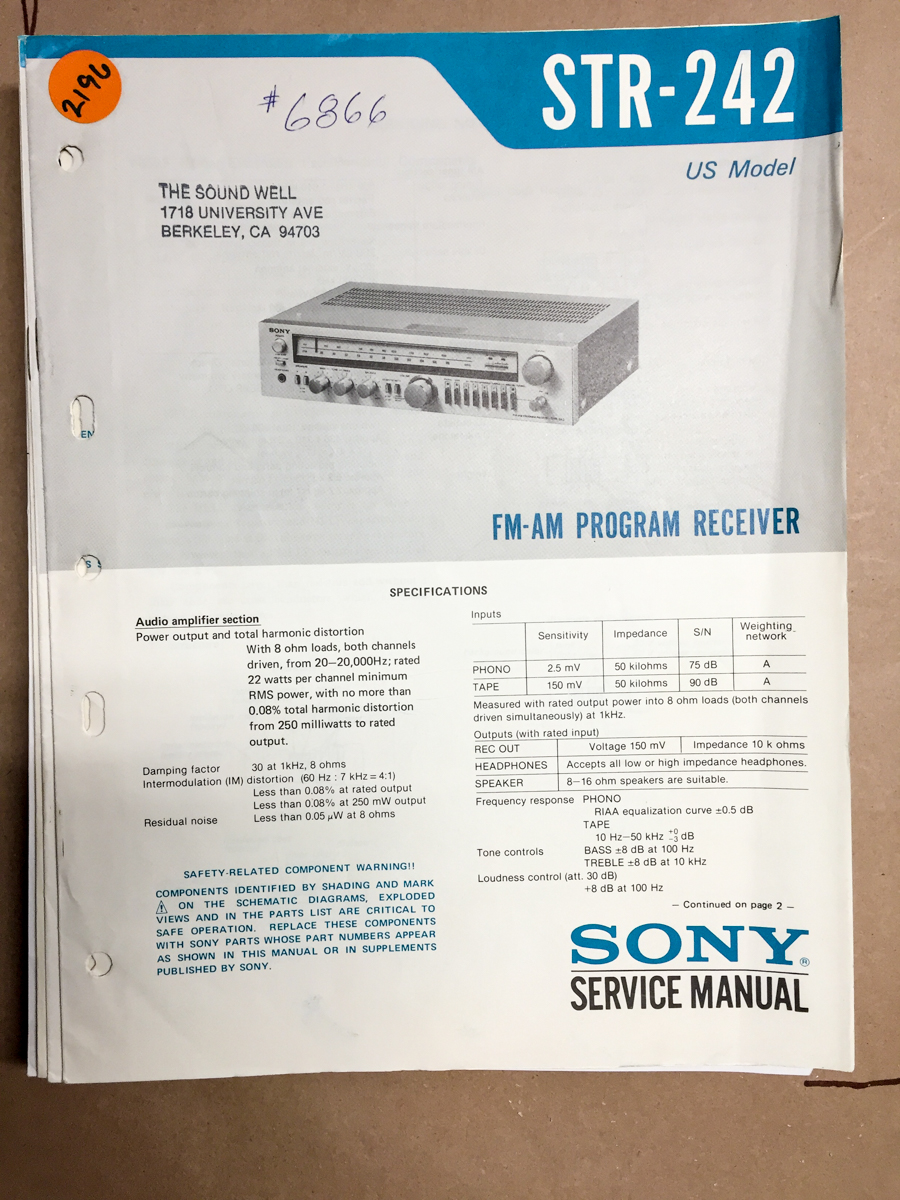 2196
#6866
STR-242
US Model
THE SOUND WELL
1718 UNIVERSITY AVE
BERKELEY, CA 94703
SONY
FM-AM PROGRAM RECEIVER
SPECIFICATIONS
Audio amplifier section
Power output and total harmonic distortion
With 8 ohm loads, both channels
driven, from 20—20,000Hz; rated
22 watts per channel minimum
RMS power, with no more than
0.08% total harmonic distortion
from 250 milliwatts to rated
output.
Damping factor 30 at 1kHz, 8 ohms
Intermodulation (IM) distortion (60 Hz : 7 kHz = 4:1)
Less than 0.08% at rated output
Less than 0.08% at 250 mW output
Residual noise Less than 0.05 μW at 8 ohms
SAFETY-RELATED COMPONENT WARNING!!
COMPONENTS IDENTIFIED BY SHADING AND MARK
⚠ ON THE SCHEMATIC DIAGRAMS, EXPLODED
VIEWS AND IN THE PARTS LIST ARE CRITICAL TO
SAFE OPERATION. REPLACE THESE COMPONENTS
WITH SONY PARTS WHOSE PART NUMBERS APPEAR
AS SHOWN IN THIS MANUAL OR IN SUPPLEMENTS
PUBLISHED BY SONY.
Inputs
Sensitivity Impedance S/N Weighting network
PHONO 2.5 mV 50 kilohms 75 dB A
TAPE 150 mV 50 kilohms 90 dB A
Measured with rated output power into 8 ohm loads (both channels
driven simultaneously) at 1kHz.
Outputs (with rated input)
REC OUT Voltage 150 mV Impedance 10 k ohms
HEADPHONES Accepts all low or high impedance headphones.
SPEAKER 8—16 ohm speakers are suitable.
Frequency response PHONO
RIAA equalization curve ±0.5 dB
TAPE
10 Hz—50 kHz +0 −3 dB
Tone controls BASS ±8 dB at 100 Hz
TREBLE ±8 dB at 10 kHz
Loudness control (att. 30 dB)
+8 dB at 100 Hz
— Continued on page 2 —
SONY®
SERVICE MANUAL